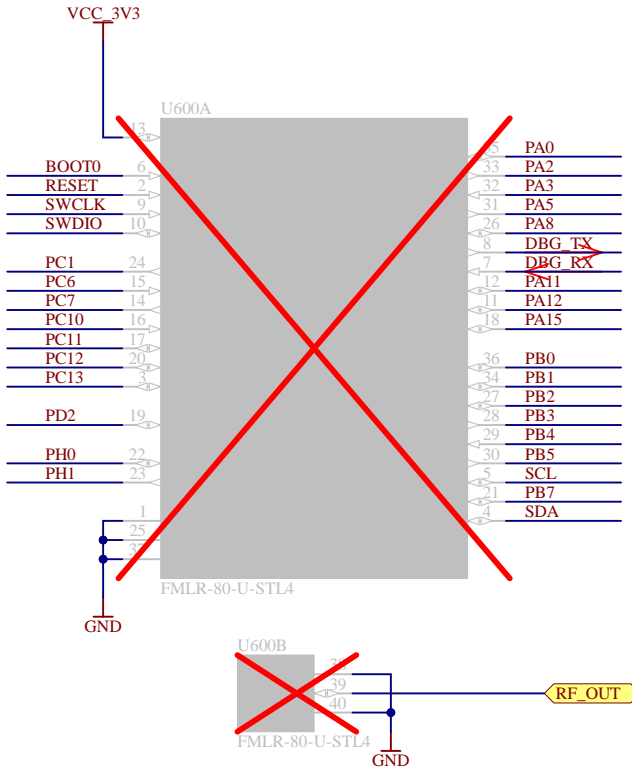 VCC_3V3
U600A
13
BOOT0 6
RESET 2
SWCLK 9
SWDIO 10
PC1 24
PC6 15
PC7 14
PC10 16
PC11 17
PC12 20
PC13 3
PD2 19
PH0 22
PH1 23
1
25
PA0
33 PA2
32 PA3
31 PA5
26 PA8
8 DBG_TX
7 DBG_RX
12 PA11
11 PA12
18 PA15
36 PB0
34 PB1
27 PB2
28 PB3
29 PB4
30 PB5
5 SCL
21 PB7
4 SDA
FMLR-80-U-STL4
GND
U600B
38
39 RF_OUT
40
FMLR-80-U-STL4
GND